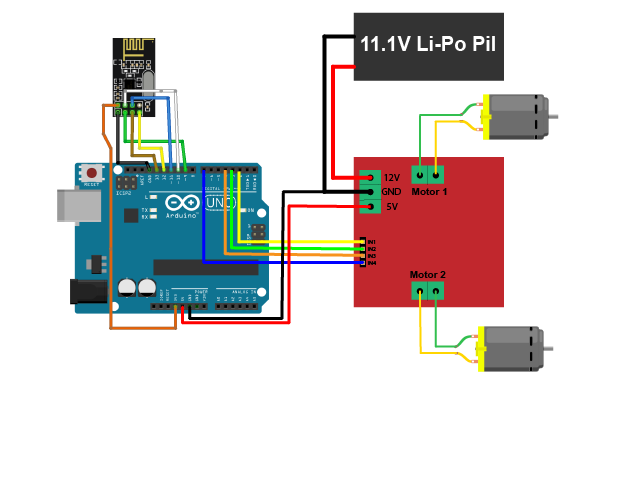 11.1V Li-Po Pil
RESET
ICSP2
L
TX
RX
Arduino
UNO
ON
DIGITAL
12V
GND
5V
Motor 1
IN1
IN2
IN3
IN4
Motor 2
POWER
ANALOG IN